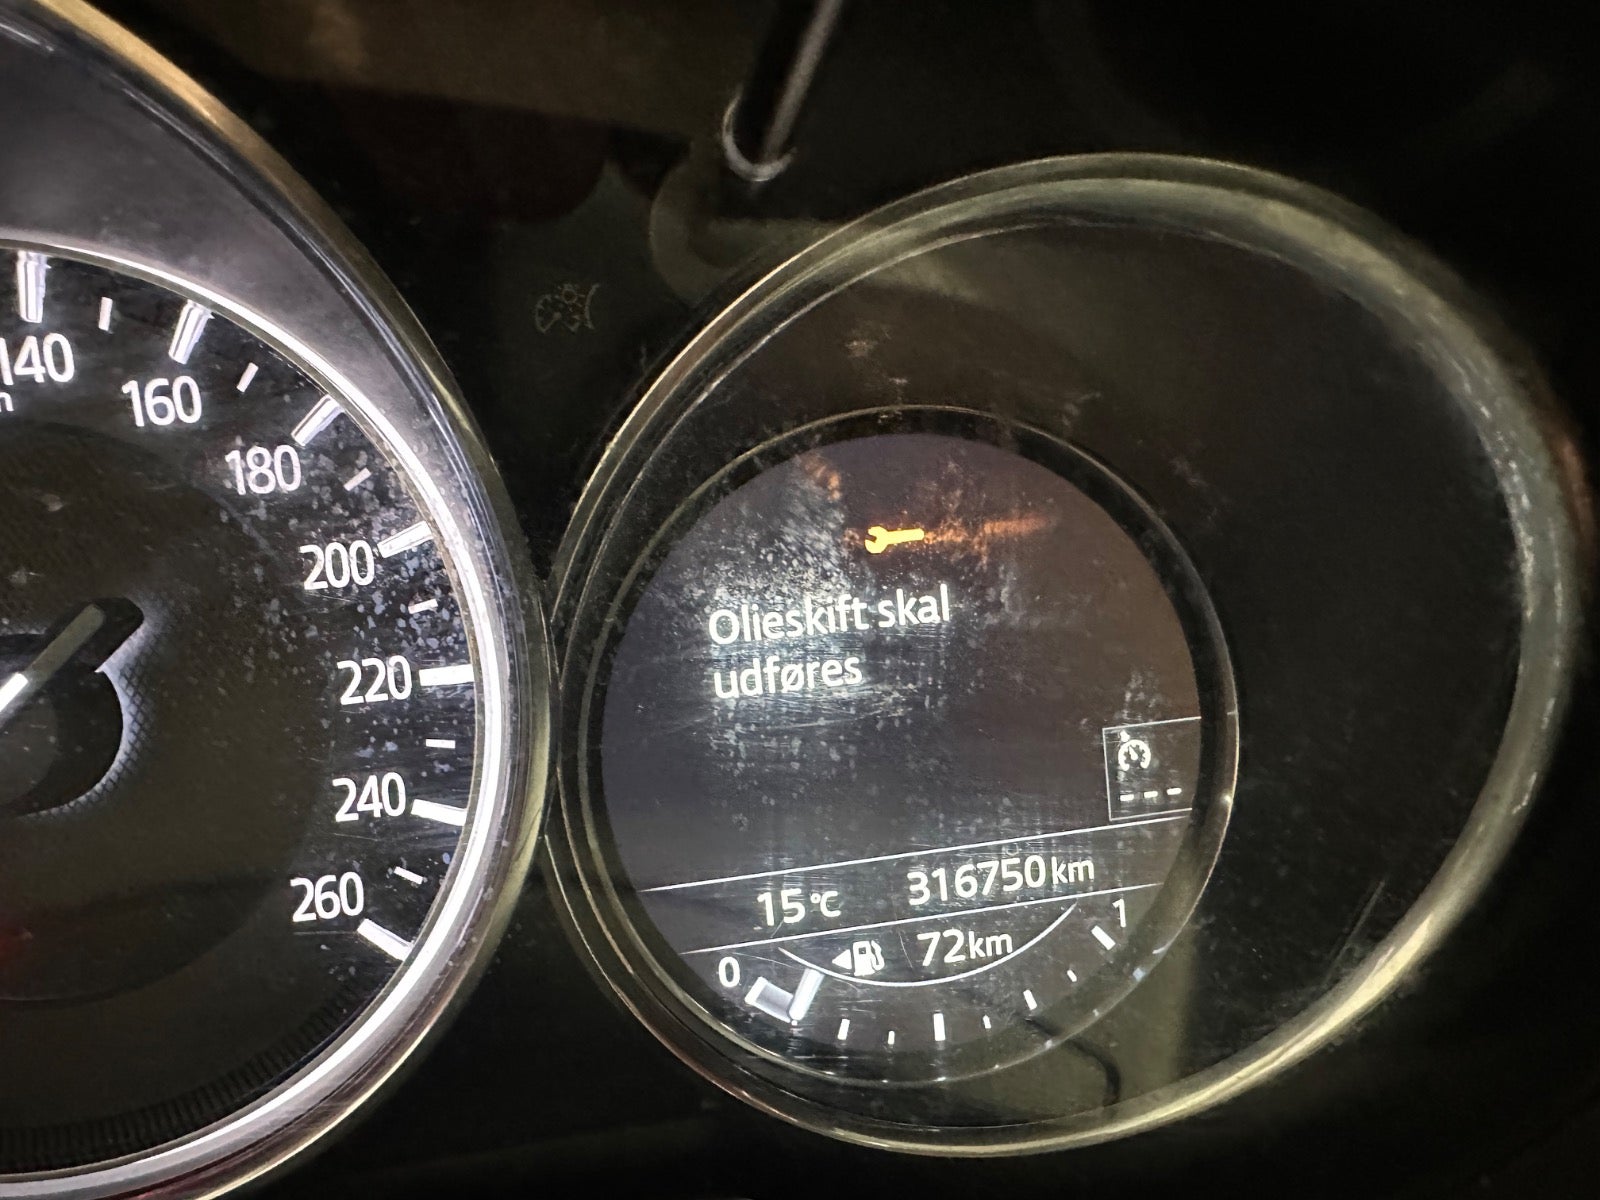 140
160
180
200
220
240
260
Olieskift skal
udføres
---
15°C 316750km
72km
0 1